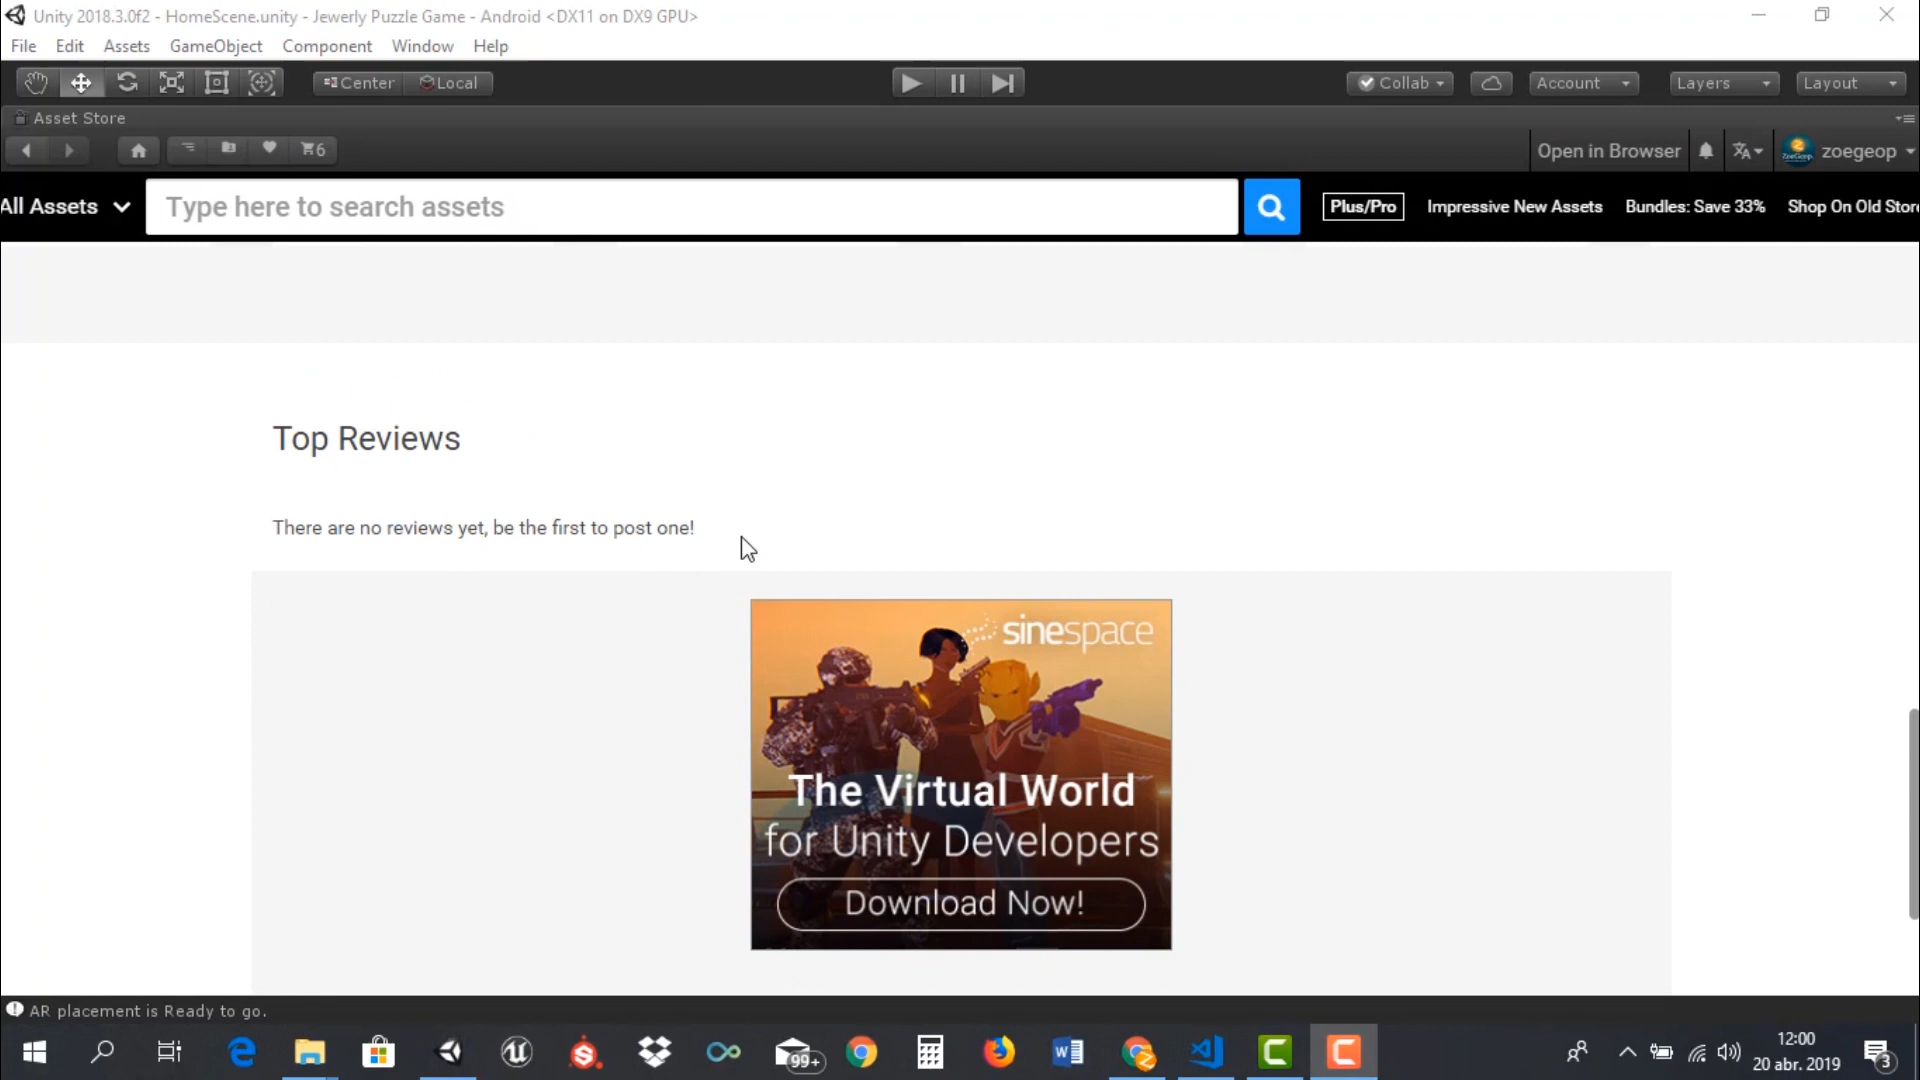 Unity 2018.3.0f2 - HomeScene.unity - Jewerly Puzzle Game - Android <DX11 on DX9 GPU>
File Edit Assets GameObject Component Window Help
Center Local Collab Account Layers Layout
Asset Store
6 Open in Browser zoegeop
All Assets Type here to search assets Plus/Pro Impressive New Assets Bundles: Save 33% Shop On Old Store
Top Reviews
There are no reviews yet, be the first to post one!
sinespace
The Virtual World
for Unity Developers
Download Now!
AR placement is Ready to go.
99+
12:00
20 abr. 2019
3